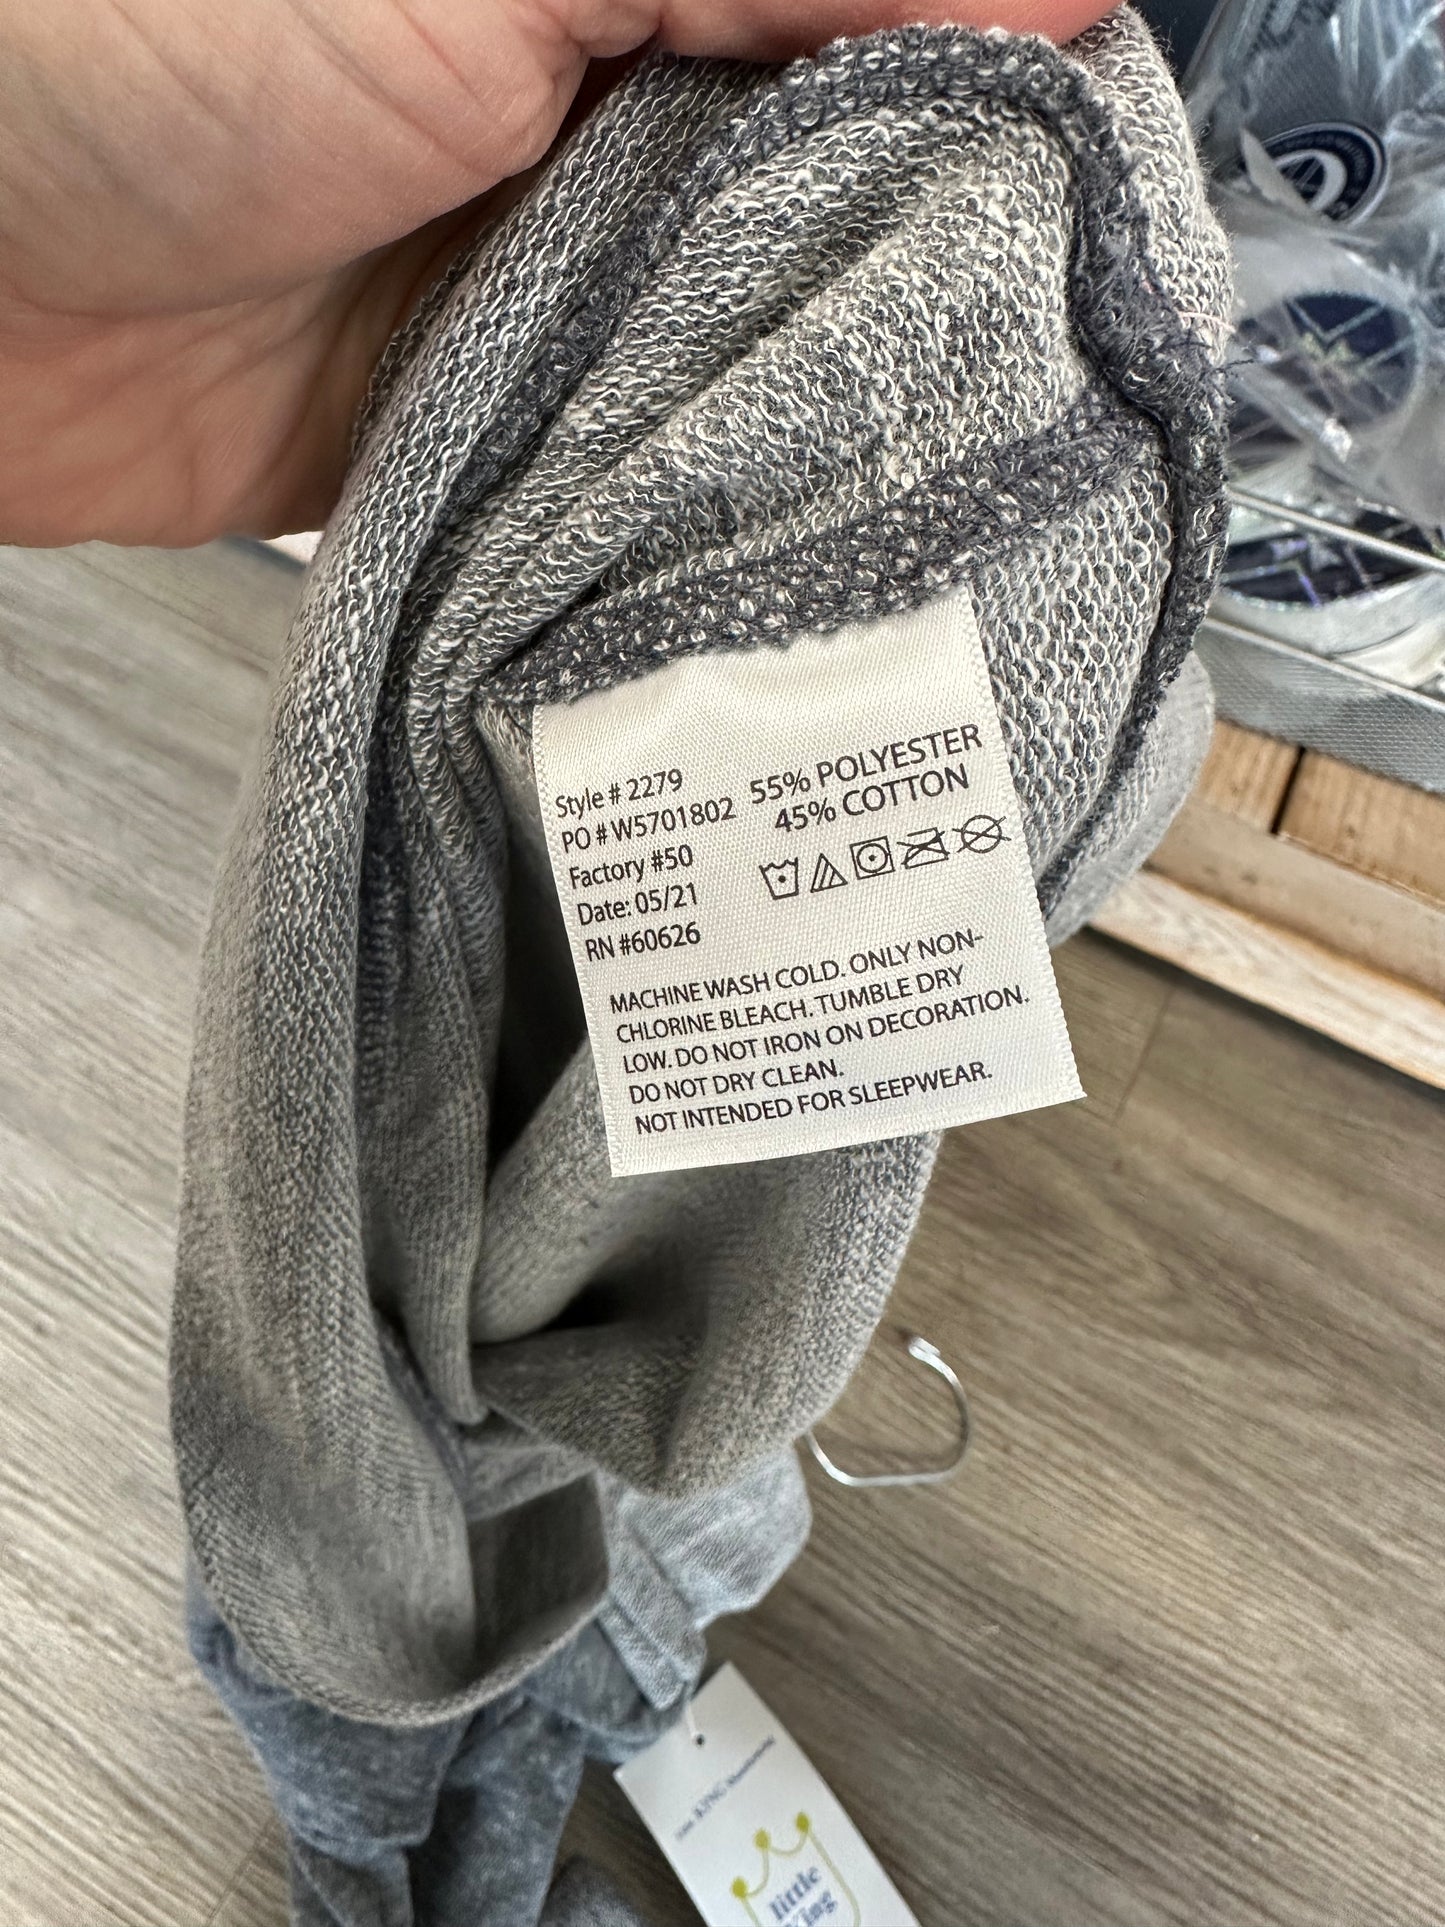 Style # 2279
PO # W5701802
Factory #50
Date: 05/21
RN #60626
55% POLYESTER
45% COTTON
MACHINE WASH COLD. ONLY NON-
CHLORINE BLEACH. TUMBLE DRY
LOW. DO NOT IRON ON DECORATION.
DO NOT DRY CLEAN.
NOT INTENDED FOR SLEEPWEAR.
little
King